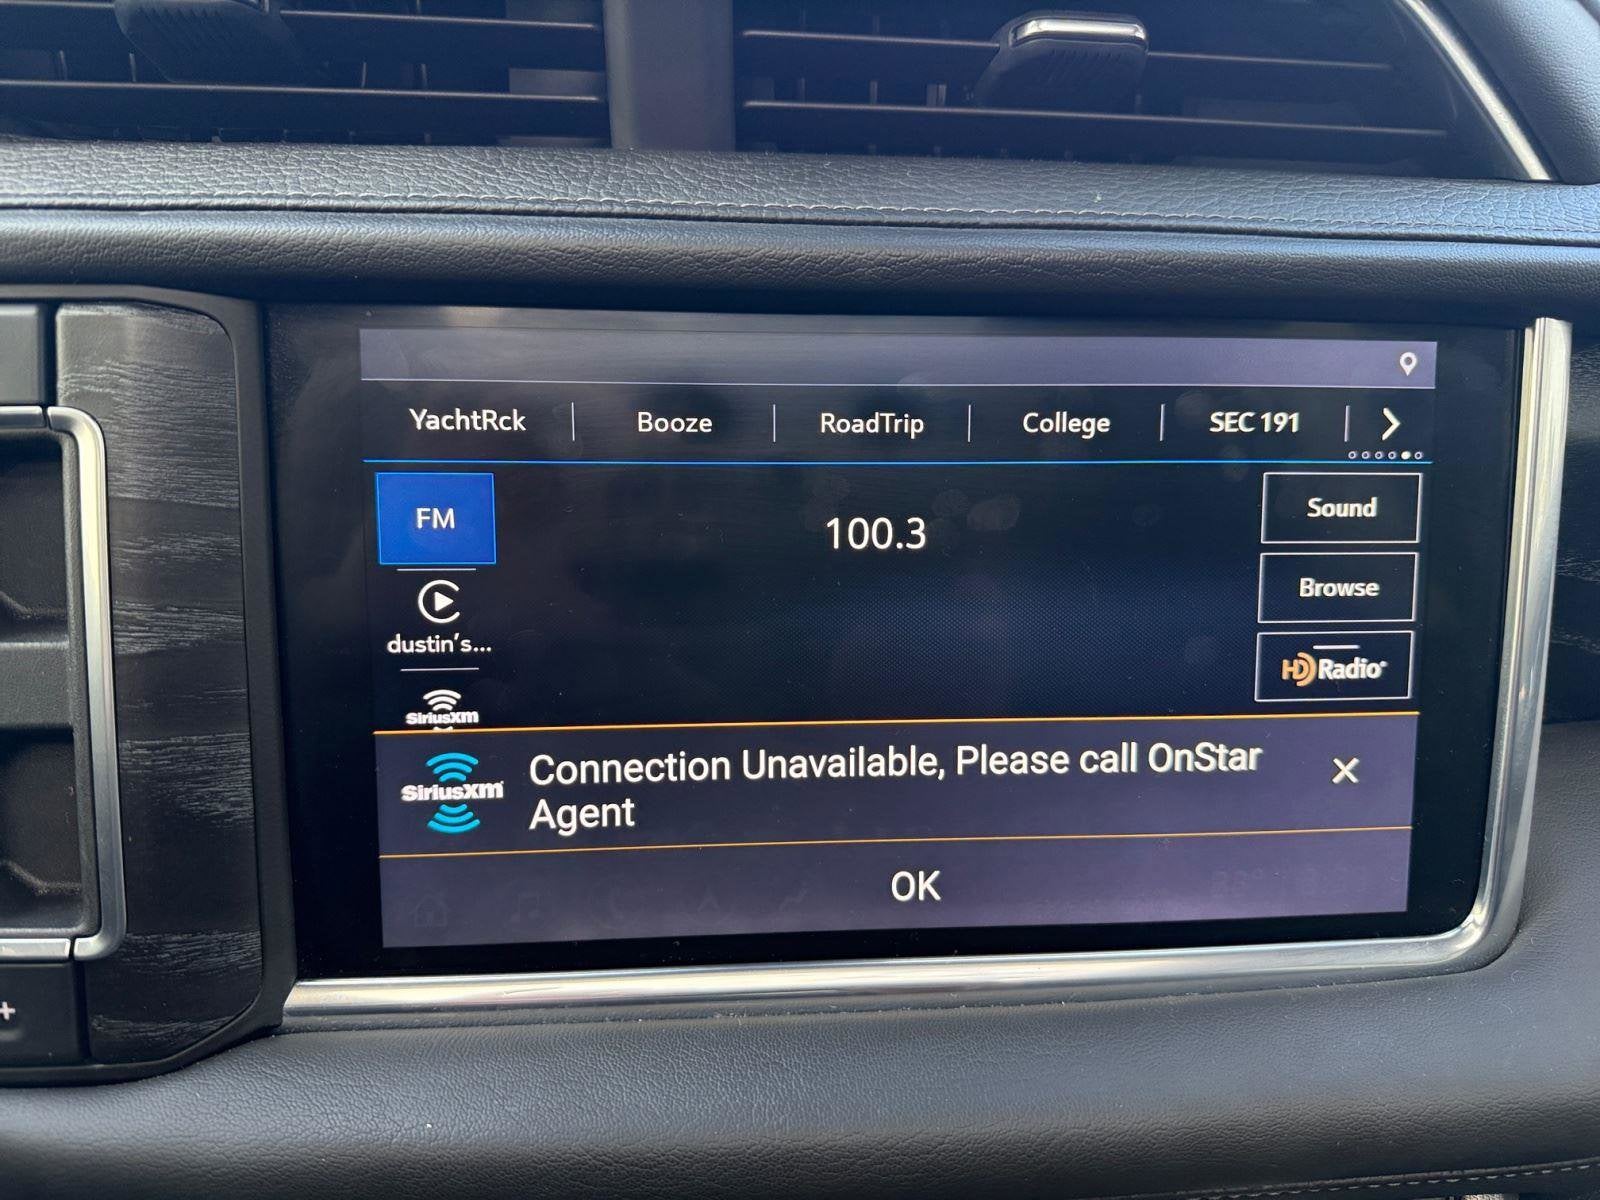 YachtRck
Booze
RoadTrip
College
SEC 191
FM
100.3
Sound
dustin's...
Browse
HD Radio®
SiriusXM
SiriusXM®
Connection Unavailable, Please call OnStar
Agent
OK
+